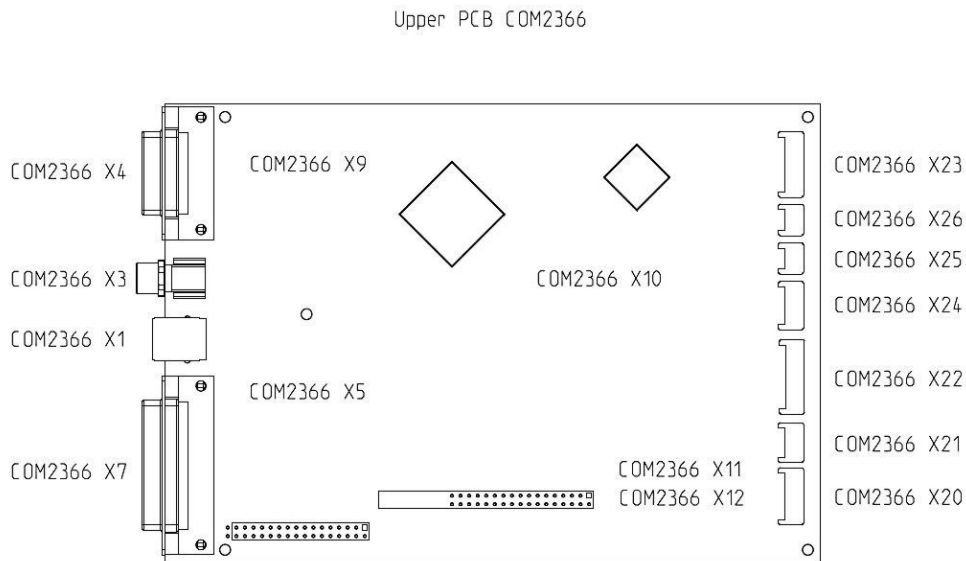 Upper PCB COM2366
COM2366 X4
COM2366 X9
COM2366 X23
COM2366 X26
COM2366 X25
COM2366 X3
COM2366 X10
COM2366 X24
COM2366 X1
COM2366 X22
COM2366 X5
COM2366 X21
COM2366 X7
COM2366 X11
COM2366 X12
COM2366 X20